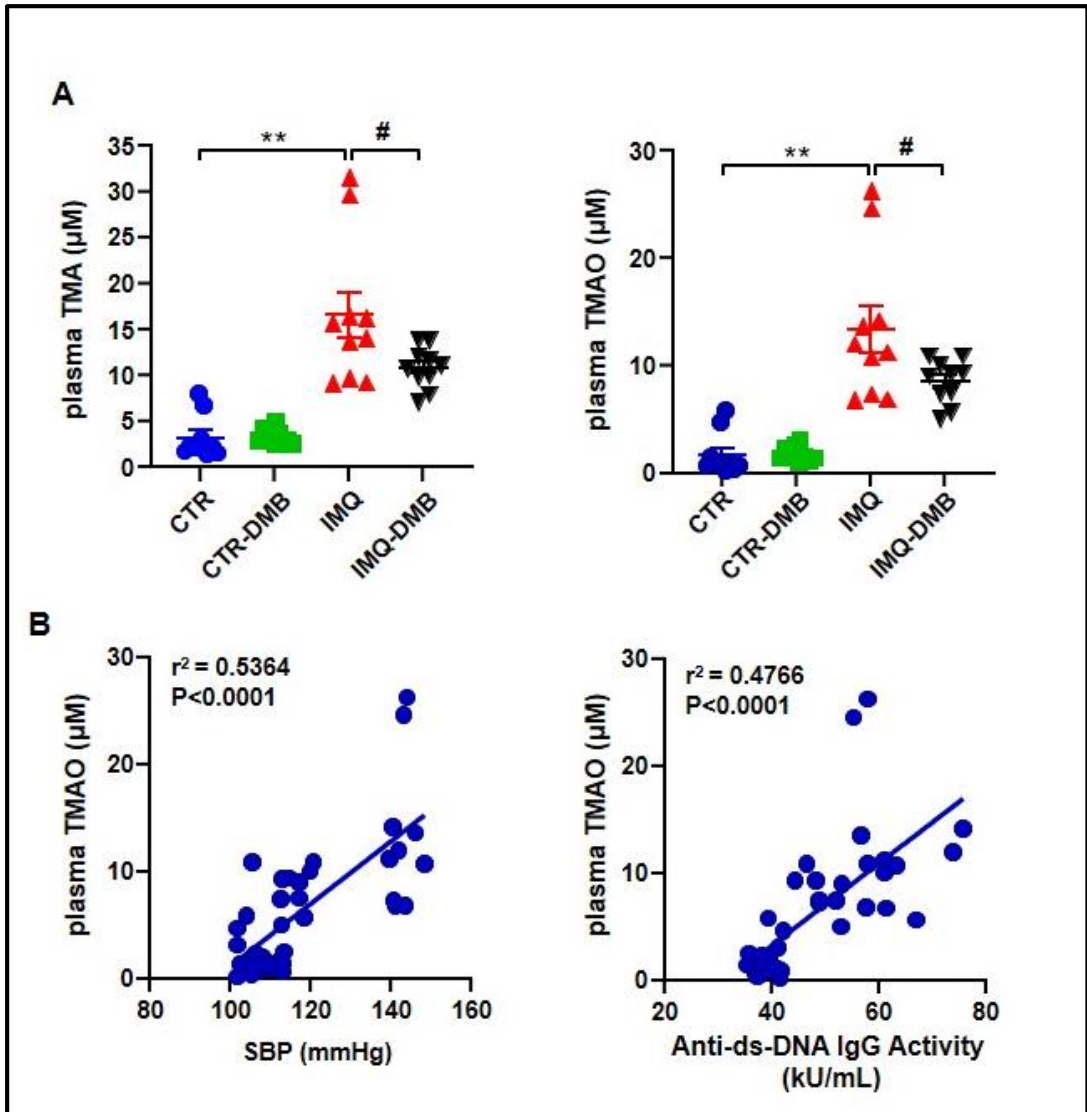 A
** #
plasma TMA (µM)
35
30
25
20
15
10
5
0
CTR
CTR-DMB
IMQ
IMQ-DMB
** #
plasma TMAO (µM)
30
20
10
0
CTR
CTR-DMB
IMQ
IMQ-DMB
B
r² = 0.5364
P<0.0001
plasma TMAO (µM)
30
20
10
0
80 100 120 140 160
SBP (mmHg)
r² = 0.4766
P<0.0001
plasma TMAO (µM)
30
20
10
0
20 40 60 80
Anti-ds-DNA IgG Activity
(kU/mL)